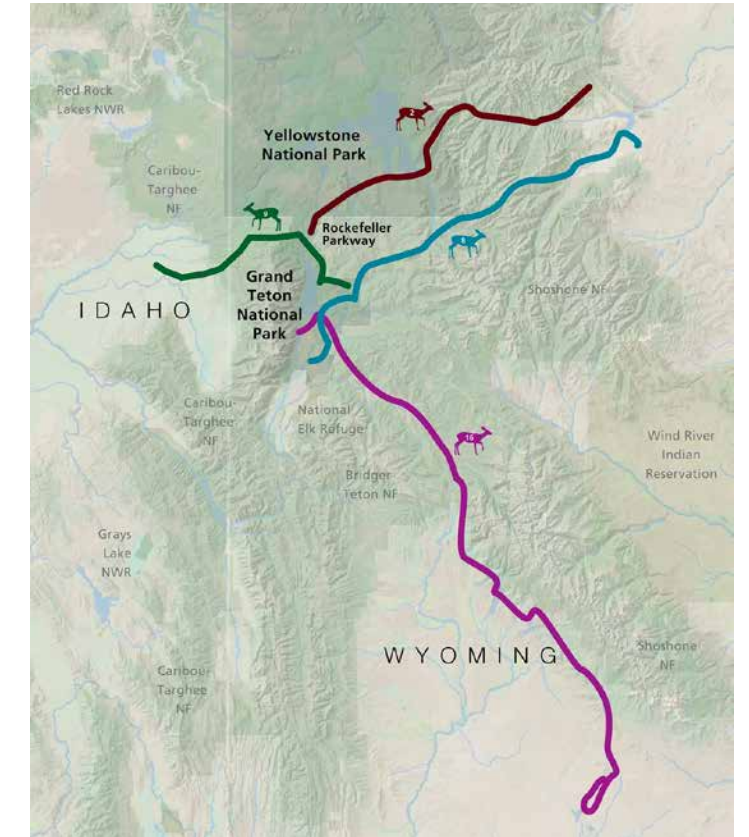 Red Rock
Lakes NWR
2
Yellowstone
National Park
Caribou-
Targhee
NF
Rockefeller
Parkway
Grand
Teton
National
Park
IDAHO
Shoshone NF
Caribou-
Targhee
NF
National
Elk Refuge
16
Wind River
Indian
Reservation
Bridger-
Teton NF
Grays
Lake
NWR
WYOMING
Shoshone
NF
Caribou-
Targhee
NF